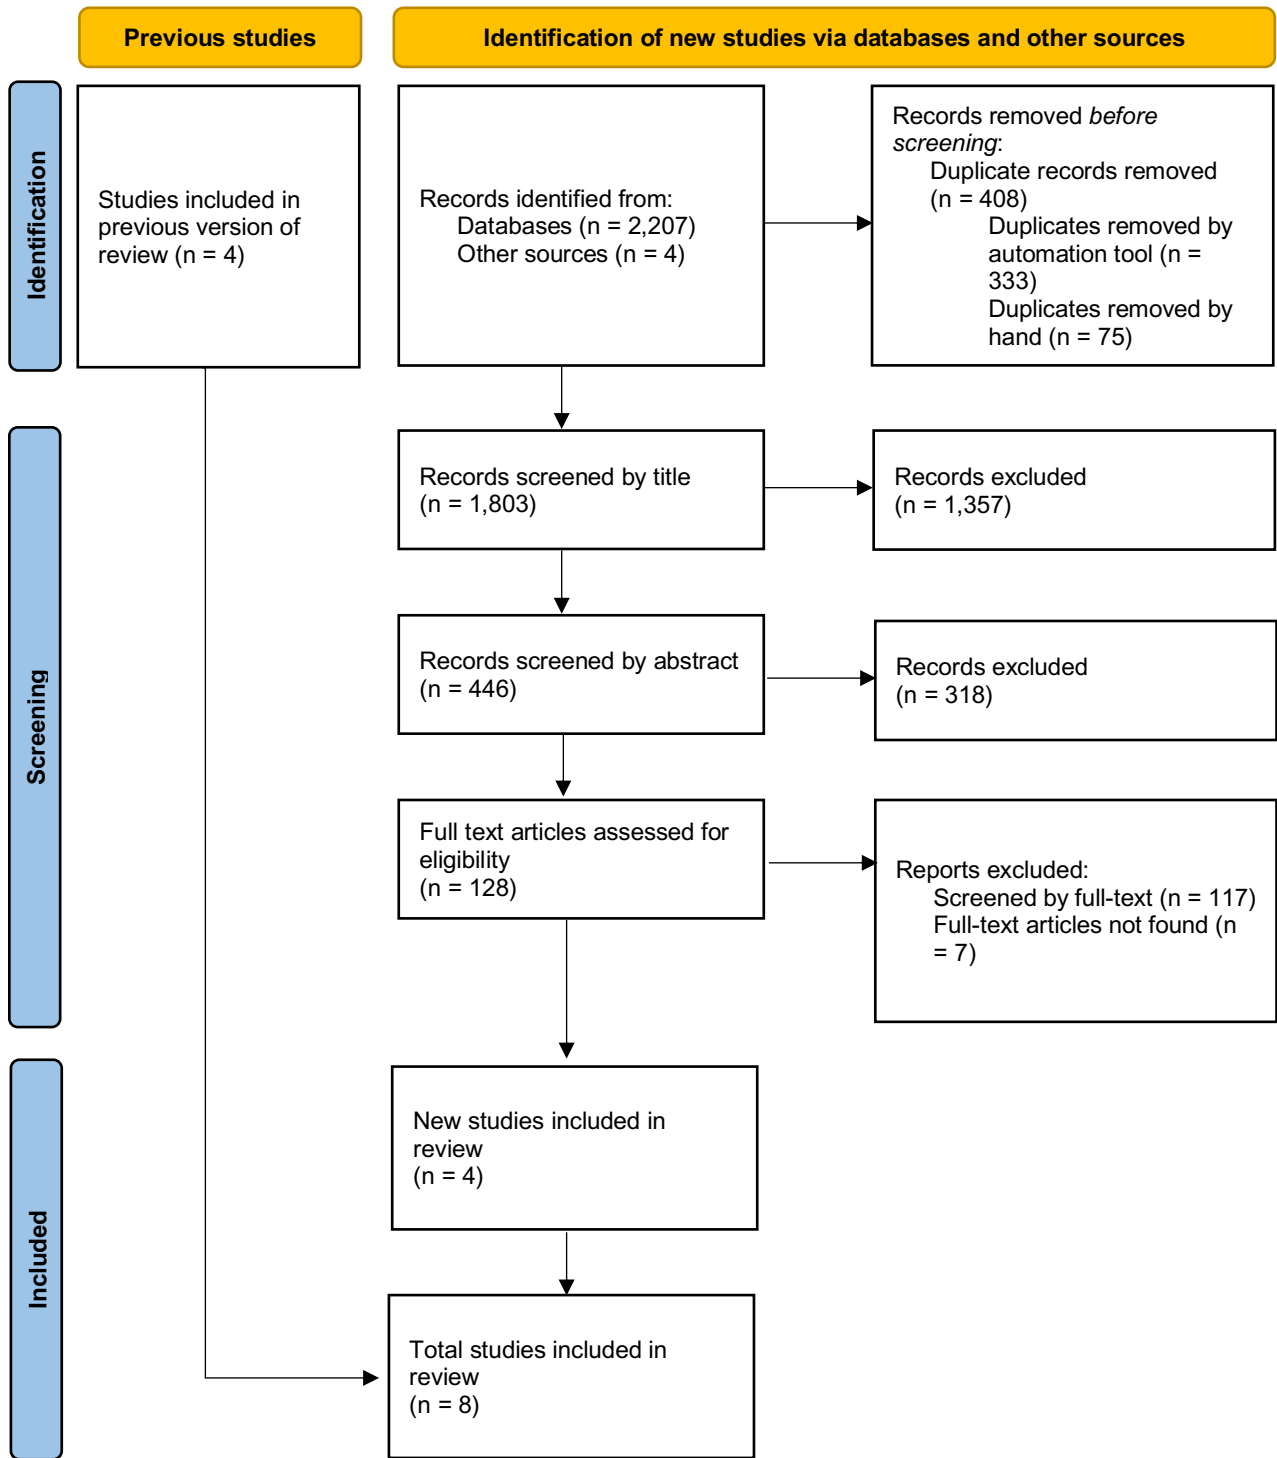 Previous studies
Identification of new studies via databases and other sources
Identification
Studies included in
previous version of
review (n = 4)
Records identified from:
Databases (n = 2,207)
Other sources (n = 4)
Records removed before
screening:
Duplicate records removed
(n = 408)
Duplicates removed by
automation tool (n =
333)
Duplicates removed by
hand (n = 75)
Screening
Records screened by title
(n = 1,803)
Records excluded
(n = 1,357)
Records screened by abstract
(n = 446)
Records excluded
(n = 318)
Full text articles assessed for
eligibility
(n = 128)
Reports excluded:
Screened by full-text (n = 117)
Full-text articles not found (n
= 7)
Included
New studies included in
review
(n = 4)
Total studies included in
review
(n = 8)